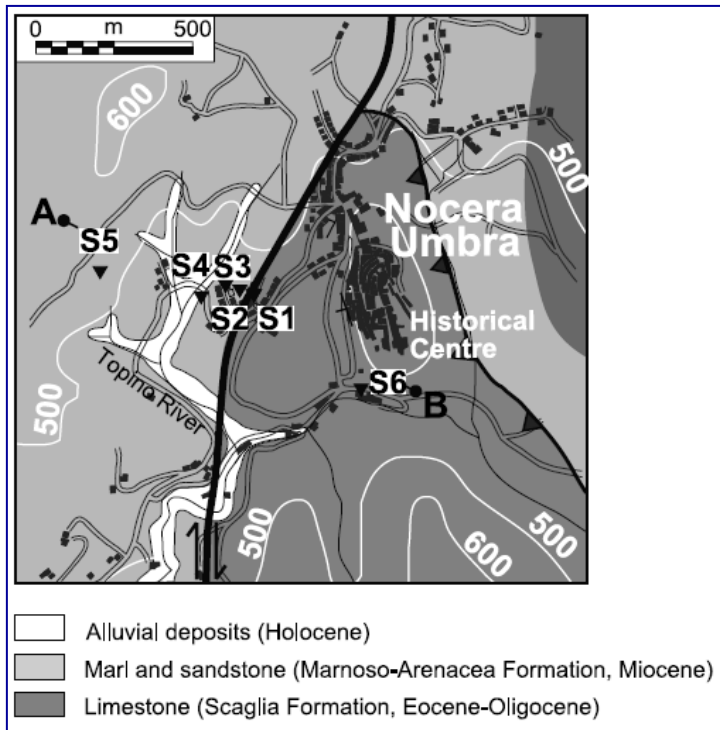 0 m 500
600
500
A
Nocera
Umbra
S5
S4 S3
S2 S1
Historical
Centre
Topino River
500
S6
B
500
600
500
Alluvial deposits (Holocene)
Marl and sandstone (Marnoso-Arenacea Formation, Miocene)
Limestone (Scaglia Formation, Eocene-Oligocene)